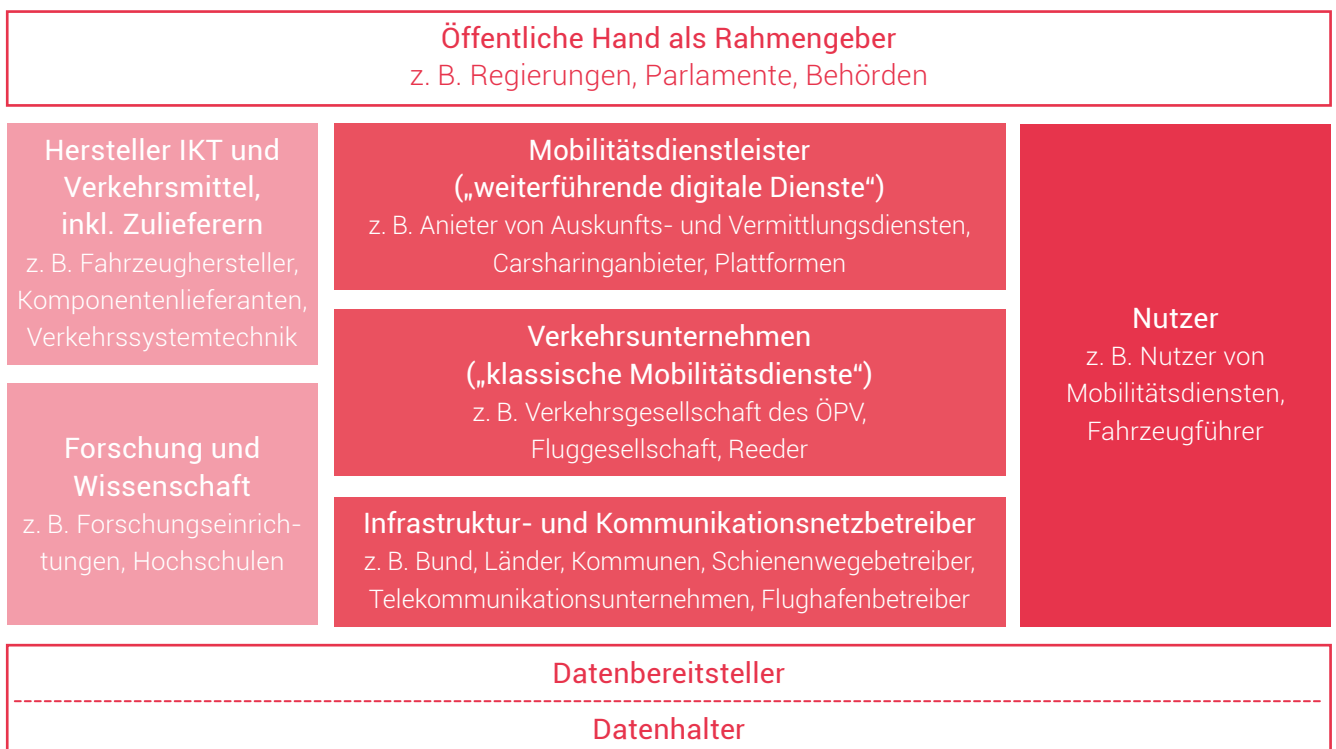 Öffentliche Hand als Rahmengeber
z. B. Regierungen, Parlamente, Behörden
Hersteller IKT und
Verkehrsmittel,
inkl. Zulieferern
z. B. Fahrzeughersteller,
Komponentenlieferanten,
Verkehrssystemtechnik
Forschung und
Wissenschaft
z. B. Forschungseinrich-
tungen, Hochschulen
Mobilitätsdienstleister
(„weiterführende digitale Dienste“)
z. B. Anieter von Auskunfts- und Vermittlungsdiensten,
Carsharinganbieter, Plattformen
Verkehrsunternehmen
(„klassische Mobilitätsdienste“)
z. B. Verkehrsgesellschaft des ÖPV,
Fluggesellschaft, Reeder
Infrastruktur- und Kommunikationsnetzbetreiber
z. B. Bund, Länder, Kommunen, Schienenwegebetreiber,
Telekommunikationsunternehmen, Flughafenbetreiber
Nutzer
z. B. Nutzer von
Mobilitätsdiensten,
Fahrzeugführer
Datenbereitsteller
Datenhalter